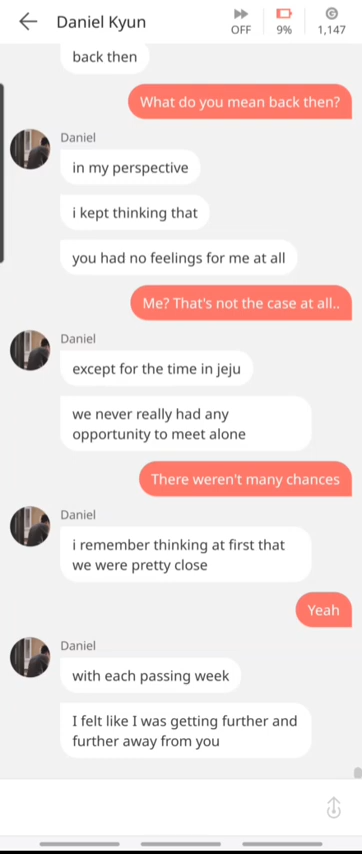 Daniel Kyun
OFF
9%
1,147
back then
What do you mean back then?
Daniel
in my perspective
i kept thinking that
you had no feelings for me at all
Me? That's not the case at all..
Daniel
except for the time in jeju
we never really had any
opportunity to meet alone
There weren't many chances
Daniel
i remember thinking at first that
we were pretty close
Yeah
Daniel
with each passing week
I felt like I was getting further and
further away from you